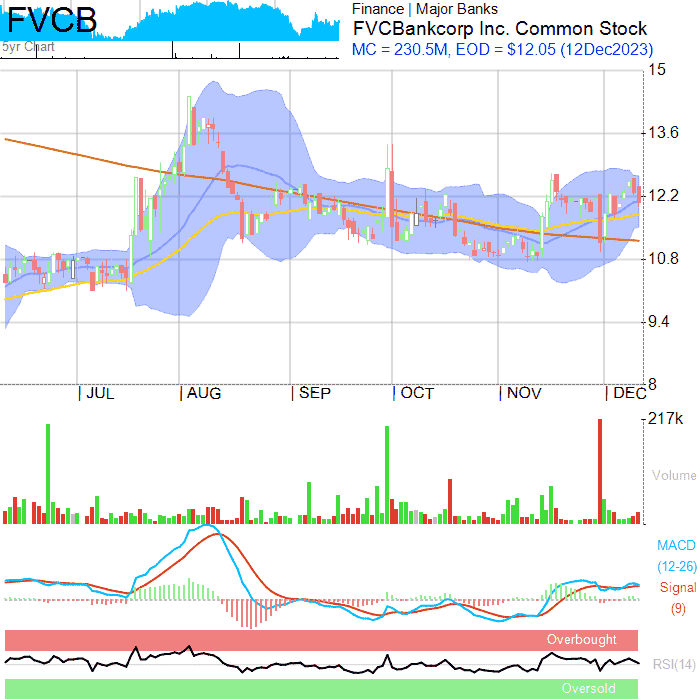 FVCB
5yr Chart
Finance | Major Banks
FVCBankcorp Inc. Common Stock
MC = 230.5M, EOD = $12.05 (12Dec2023)
15
13.6
12.2
10.8
9.4
8
JUL AUG SEP OCT NOV DEC
217k
Volume
MACD
(12-26)
Signal
(9)
Overbought
RSI(14)
Oversold